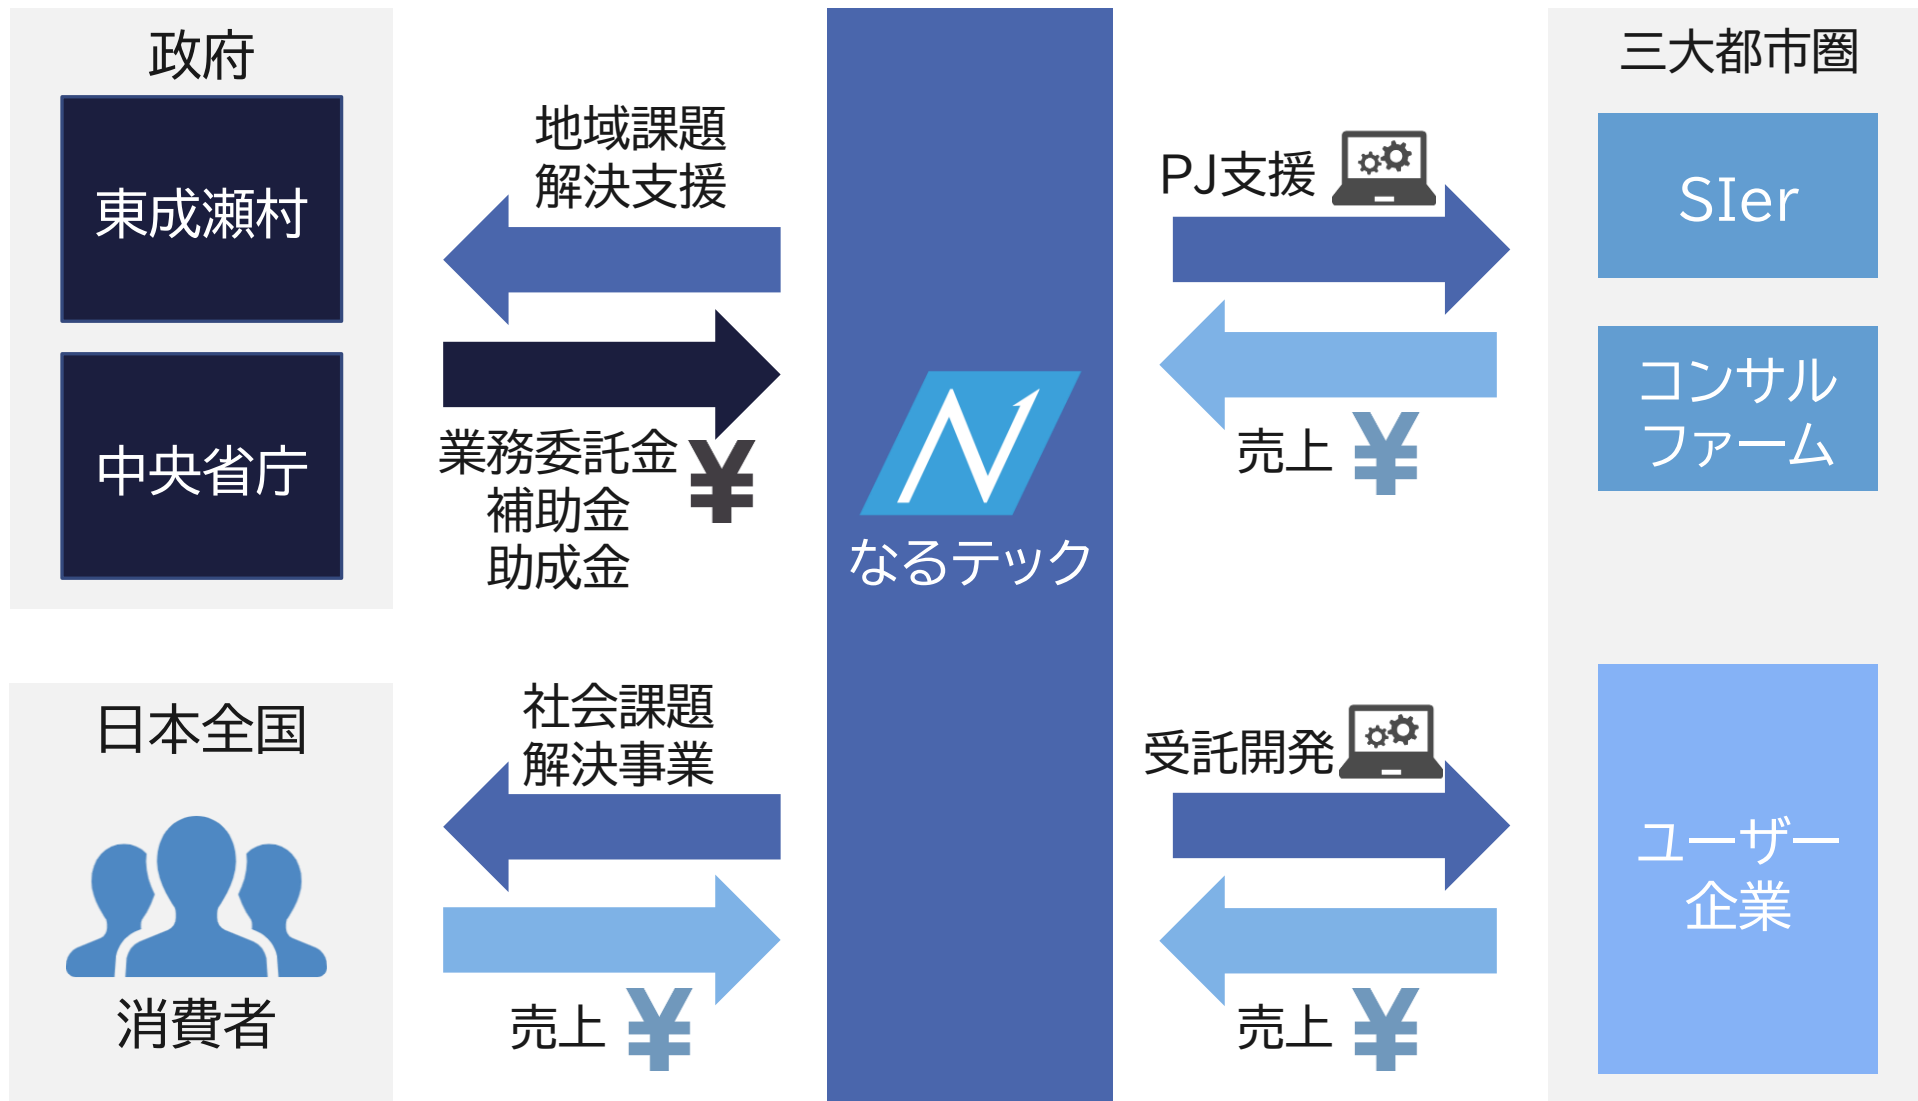 政府
東成瀬村
中央省庁
地域課題
解決支援
業務委託金
補助金
助成金
¥
日本全国
消費者
社会課題
解決事業
売上 ¥
なるテック
PJ支援
売上 ¥
受託開発
売上 ¥
三大都市圏
SIer
コンサル
ファーム
ユーザー
企業